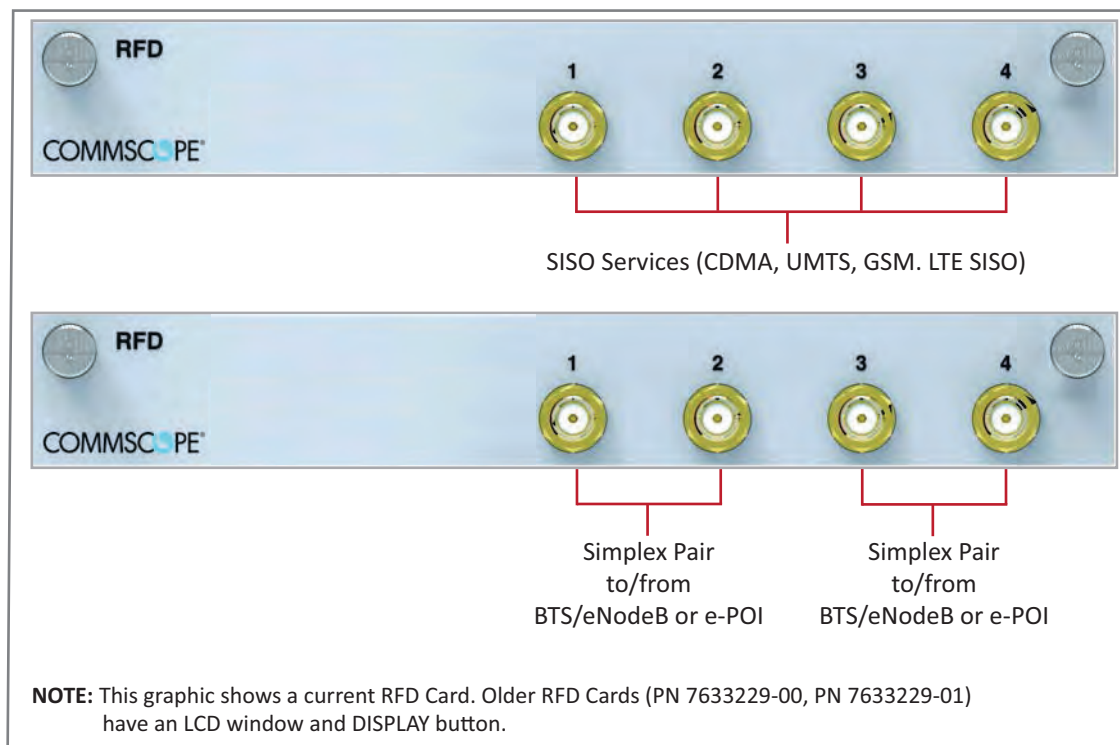 RFD
1 2 3 4
COMMSCOPE®
SISO Services (CDMA, UMTS, GSM. LTE SISO)
RFD
1 2 3 4
COMMSCOPE®
Simplex Pair
to/from
BTS/eNodeB or e-POI
Simplex Pair
to/from
BTS/eNodeB or e-POI
NOTE: This graphic shows a current RFD Card. Older RFD Cards (PN 7633229-00, PN 7633229-01)
have an LCD window and DISPLAY button.